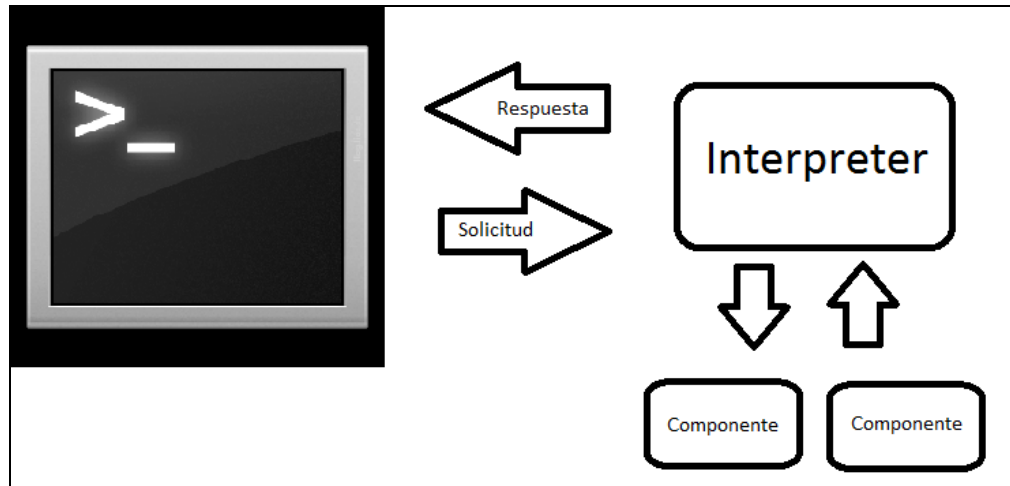 >_
Respuesta
Interpreter
Solicitud
Componente
Componente